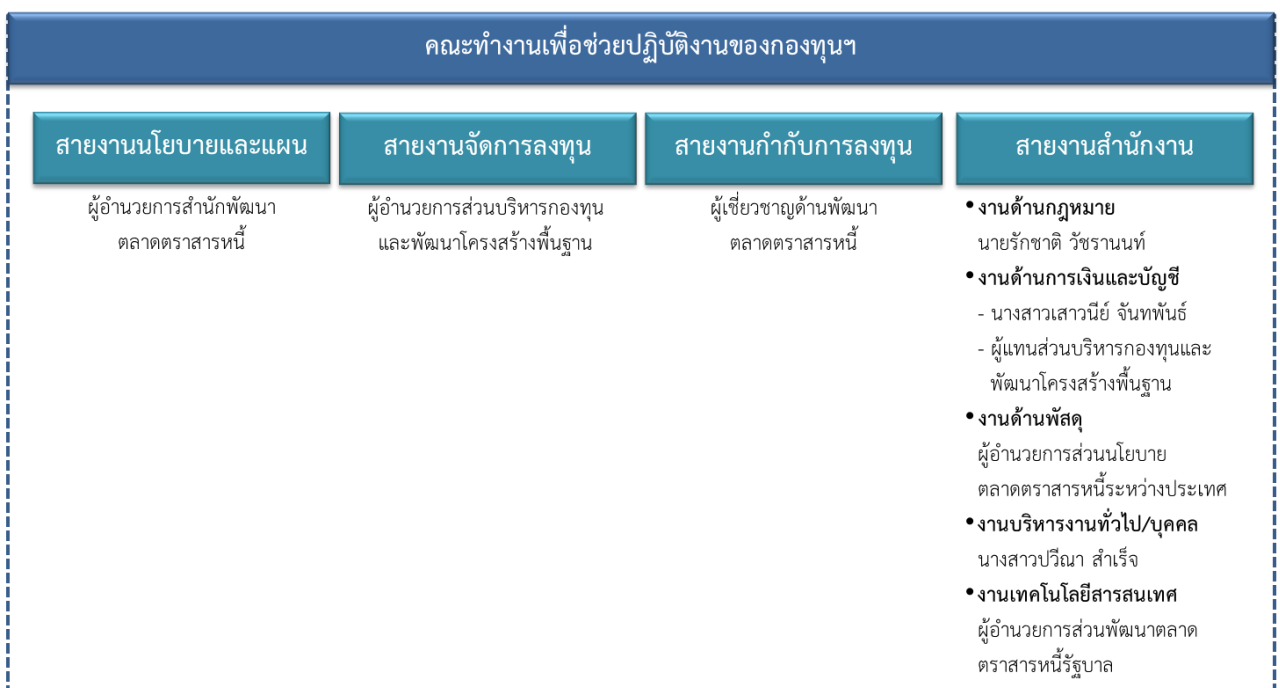 คณะทำงานเพื่อช่วยปฏิบัติงานของกองทุนฯ
สายงานนโยบายและแผน
ผู้อำนวยการสำนักพัฒนา
ตลาดตราสารหนี้
สายงานจัดการลงทุน
ผู้อำนวยการส่วนบริหารกองทุน
และพัฒนาโครงสร้างพื้นฐาน
สายงานกำกับการลงทุน
ผู้เชี่ยวชาญด้านพัฒนา
ตลาดตราสารหนี้
สายงานสำนักงาน
• งานด้านกฎหมาย
นายรักชาติ วัชรานนท์
• งานด้านการเงินและบัญชี
- นางสาวเสาวนีย์ จันทพันธ์
- ผู้แทนส่วนบริหารกองทุนและ
พัฒนาโครงสร้างพื้นฐาน
• งานด้านพัสดุ
ผู้อำนวยการส่วนนโยบาย
ตลาดตราสารหนี้ระหว่างประเทศ
• งานบริหารงานทั่วไป/บุคคล
นางสาวปวีณา สำเร็จ
• งานเทคโนโลยีสารสนเทศ
ผู้อำนวยการส่วนพัฒนาตลาด
ตราสารหนี้รัฐบาล